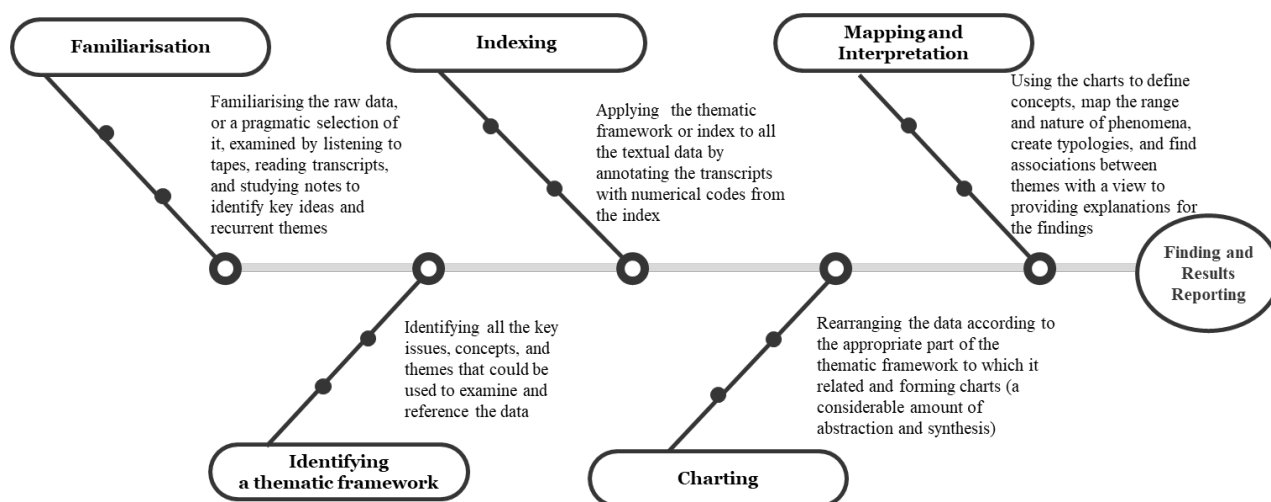 Familiarisation
Familiarising the raw data,
or a pragmatic selection of
it, examined by listening to
tapes, reading transcripts,
and studying notes to
identify key ideas and
recurrent themes
Identifying
a thematic framework
Identifying all the key
issues, concepts, and
themes that could be
used to examine and
reference the data
Indexing
Applying the thematic
framework or index to all
the textual data by
annotating the transcripts
with numerical codes from
the index
Charting
Rearranging the data according to
the appropriate part of the
thematic framework to which it
related and forming charts (a
considerable amount of
abstraction and synthesis)
Mapping and
Interpretation
Using the charts to define
concepts, map the range
and nature of phenomena,
create typologies, and find
associations between
themes with a view to
providing explanations for
the findings
Finding and
Results
Reporting